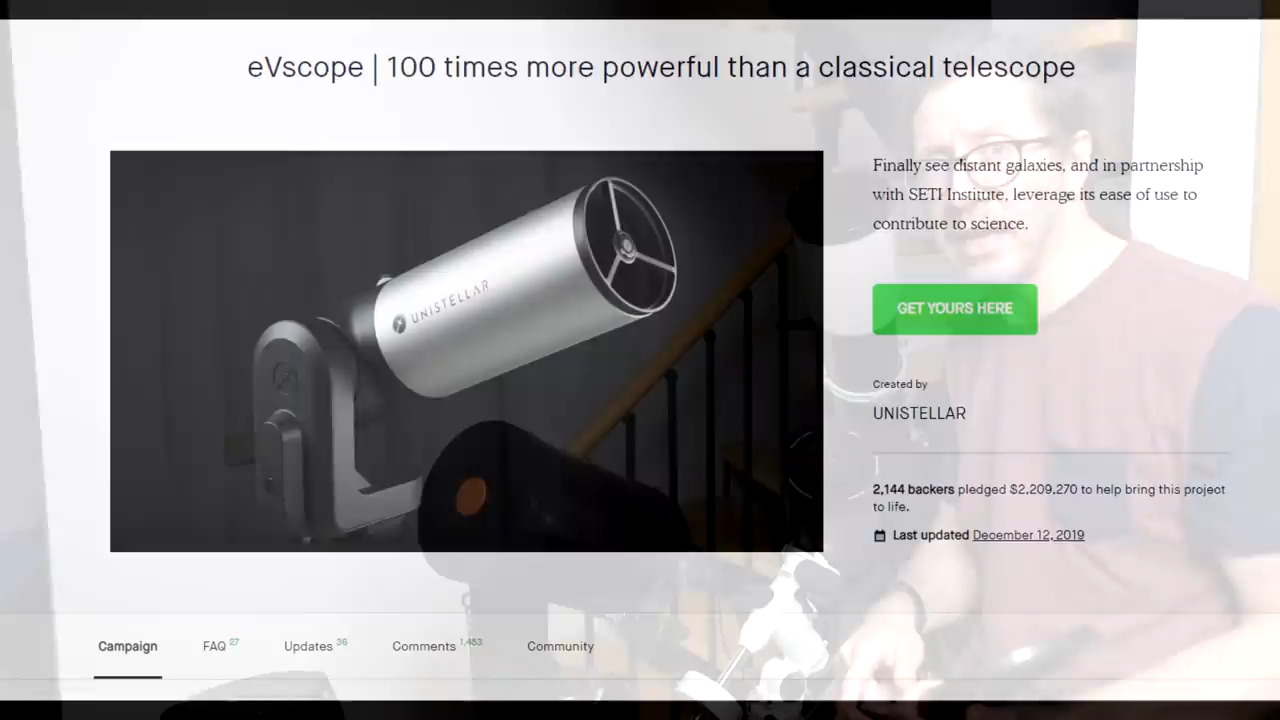 eVscope | 100 times more powerful than a classical telescope
UNISTELLAR
Finally see distant galaxies, and in partnership
with SETI Institute, leverage its ease of use to
contribute to science.
GET YOURS HERE
Created by
UNISTELLAR
2,144 backers pledged $2,209,270 to help bring this project
to life.
Last updated December 12, 2019
Campaign FAQ 27 Updates 36 Comments 1,483 Community